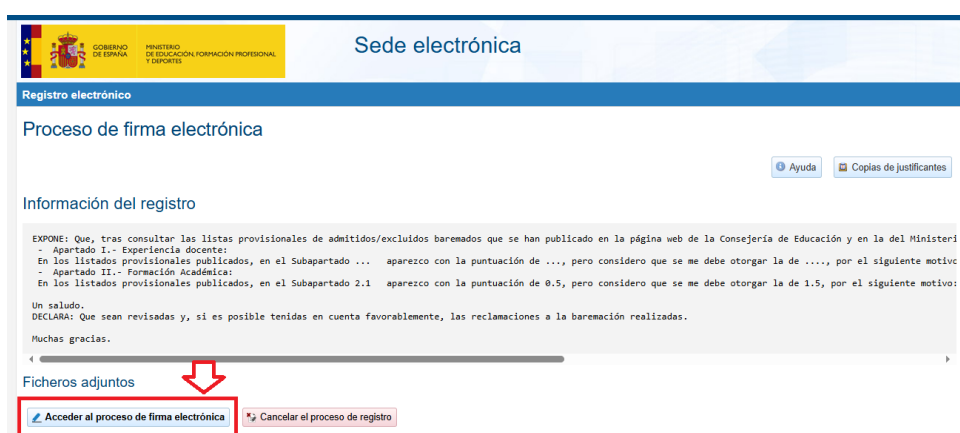 GOBIERNO
DE ESPAÑA
MINISTERIO
DE EDUCACIÓN, FORMACIÓN PROFESIONAL
Y DEPORTES
Sede electrónica
Registro electrónico
Proceso de firma electrónica
Ayuda
Copias de justificantes
Información del registro
EXPONE: Que, tras consultar las listas provisionales de admitidos/excluidos baremados que se han publicado en la página web de la Consejería de Educación y en la del Ministeri
- Apartado I.- Experiencia docente:
En los listados provisionales publicados, en el Subapartado ... aparezco con la puntuación de ..., pero considero que se me debe otorgar la de ...., por el siguiente motivo
- Apartado II.- Formación Académica:
En los listados provisionales publicados, en el Subapartado 2.1 aparezco con la puntuación de 0.5, pero considero que se me debe otorgar la de 1.5, por el siguiente motivo:
Un saludo.
DECLARA: Que sean revisadas y, si es posible tenidas en cuenta favorablemente, las reclamaciones a la baremación realizadas.
Muchas gracias.
Ficheros adjuntos
Acceder al proceso de firma electrónica
Cancelar el proceso de registro